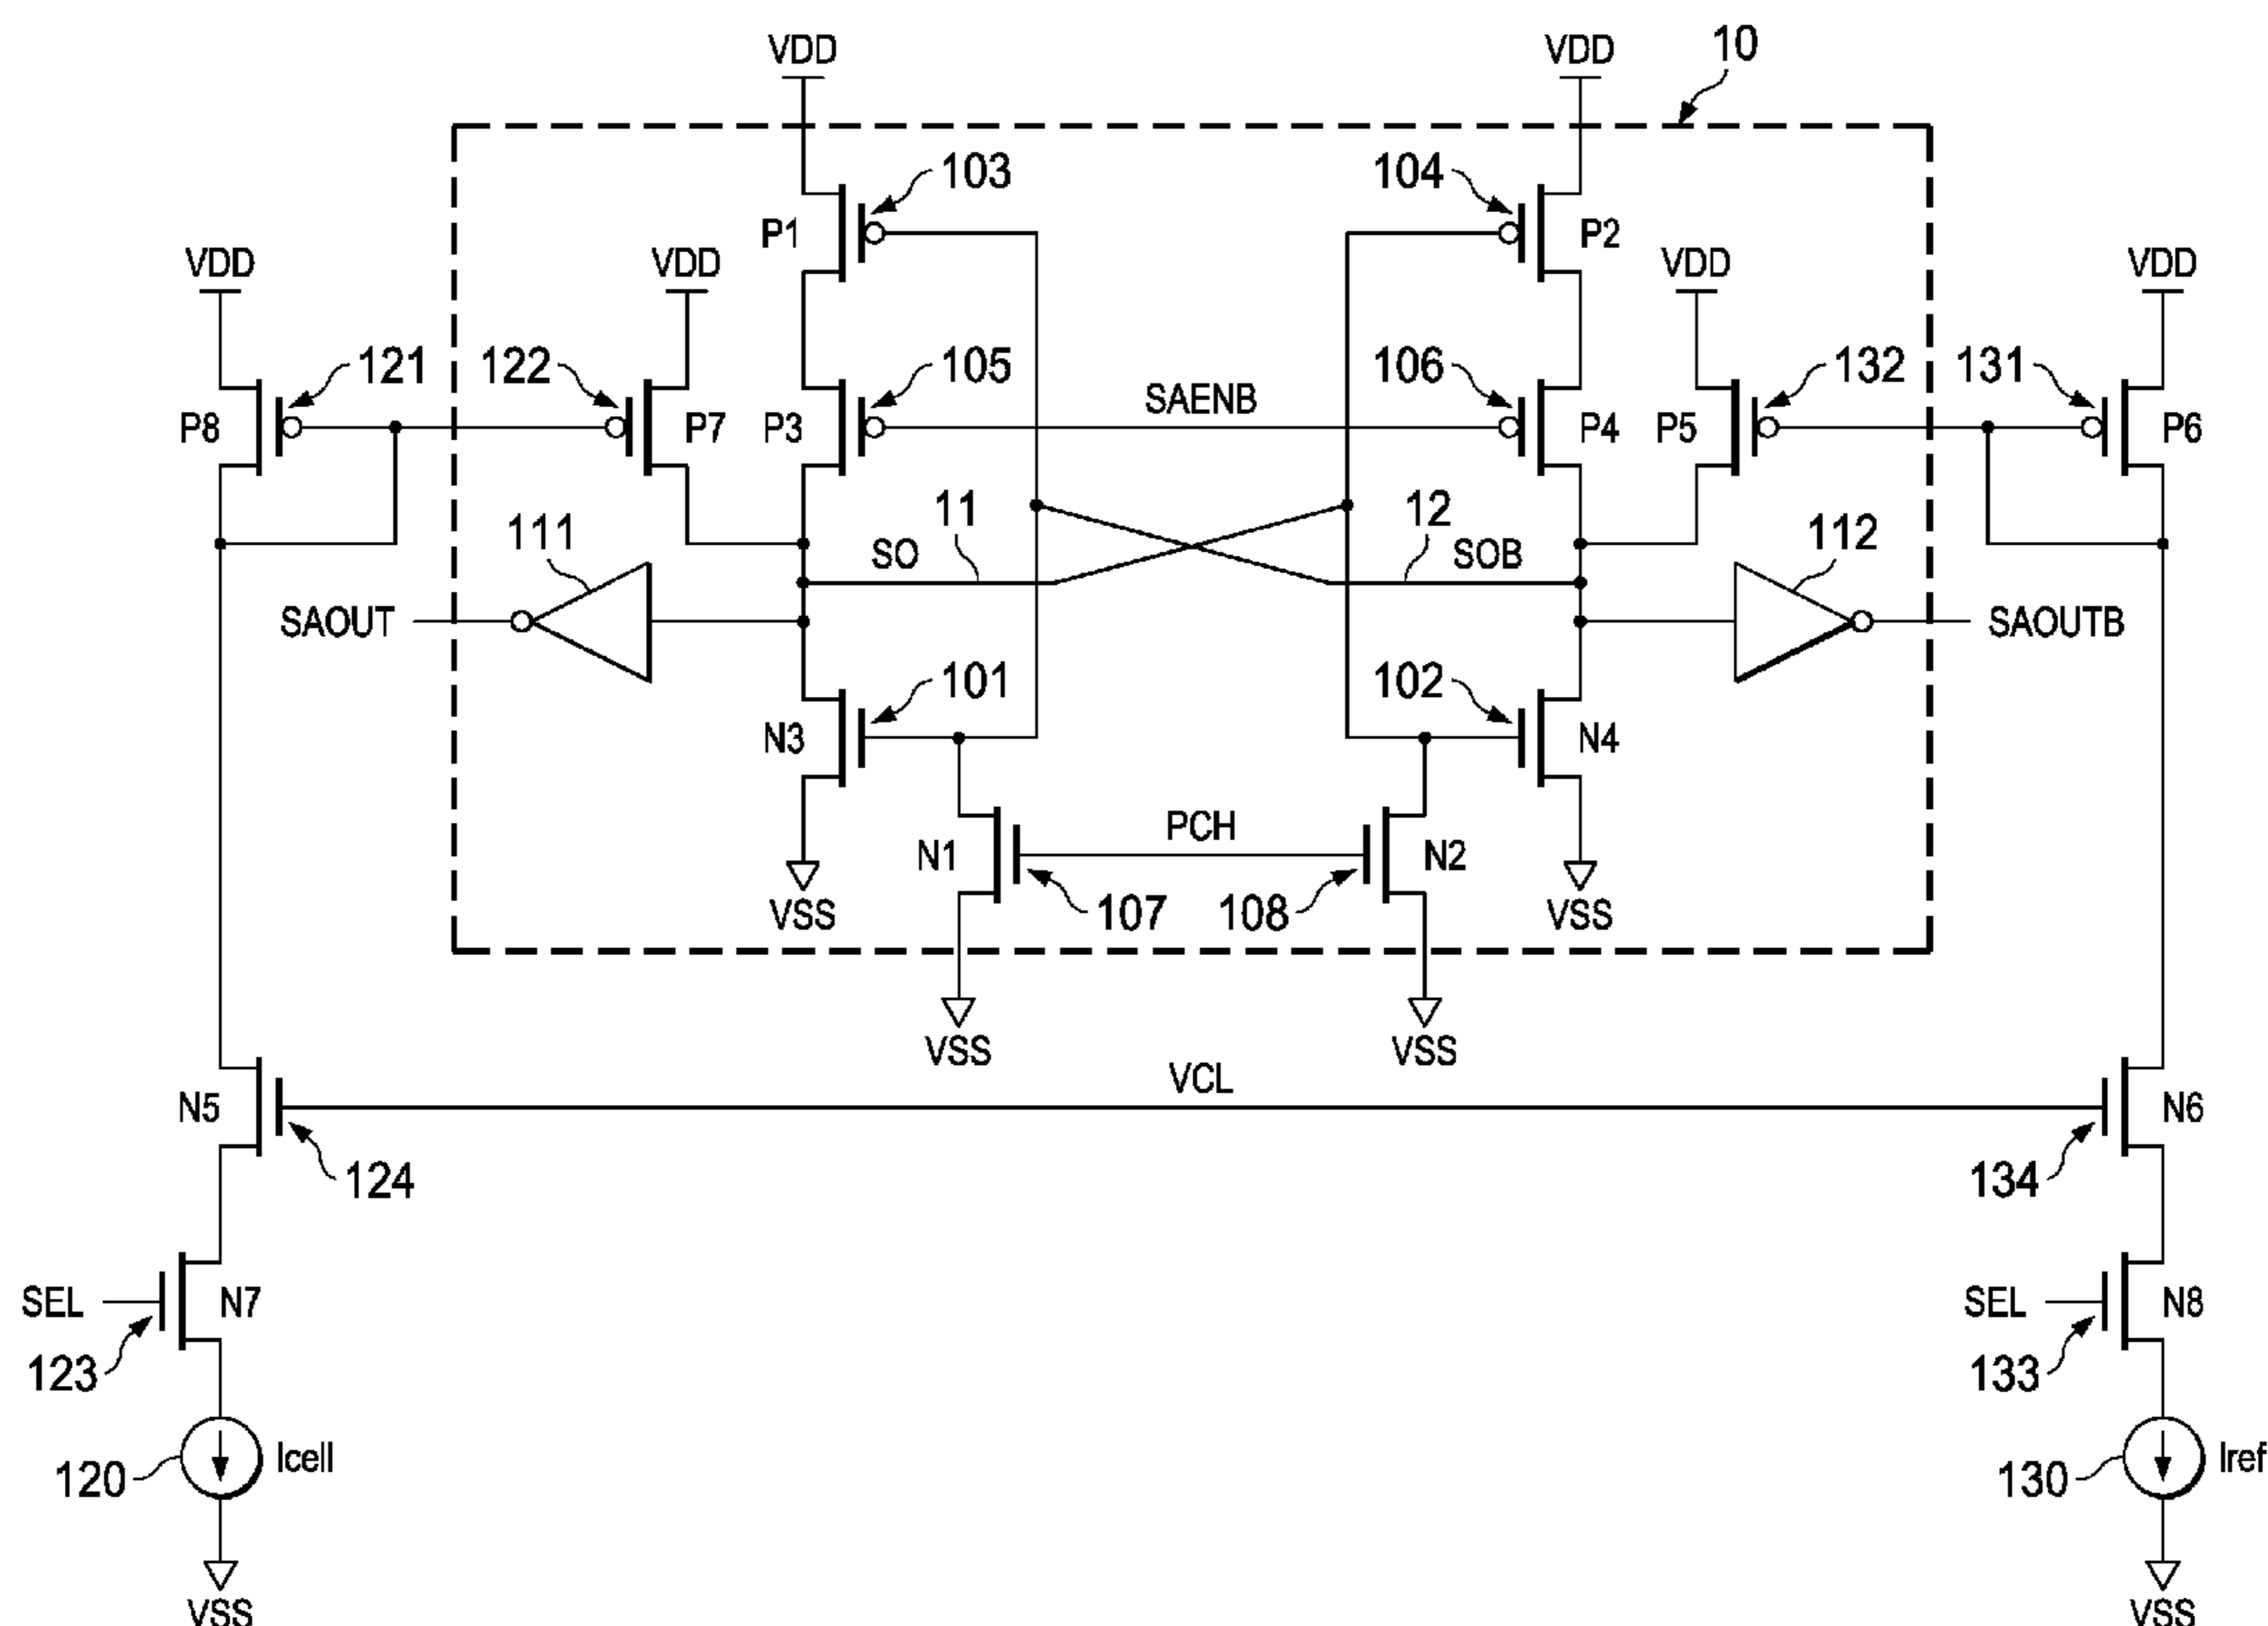 VDD
VDD
10
103
104
P1
P2
VDD
VDD
VDD
VDD
121
122
105
106
132
131
SAENB
P8
P7
P3
P4
P5
P6
11
12
111
112
SO
SOB
SAOUT
SAOUTB
101
102
N3
N4
PCH
N1
N2
VSS
107
108
VSS
VSS
VSS
VCL
N5
N6
124
134
SEL
N7
SEL
N8
123
133
120
Icell
130
Iref
VSS
VSS